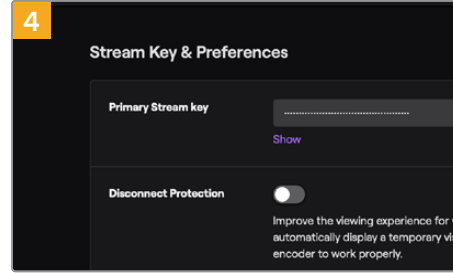 4
Stream Key & Preferences
Primary Stream key
Show
Disconnect Protection
Improve the viewing experience for
automatically display a temporary
encoder to work properly.